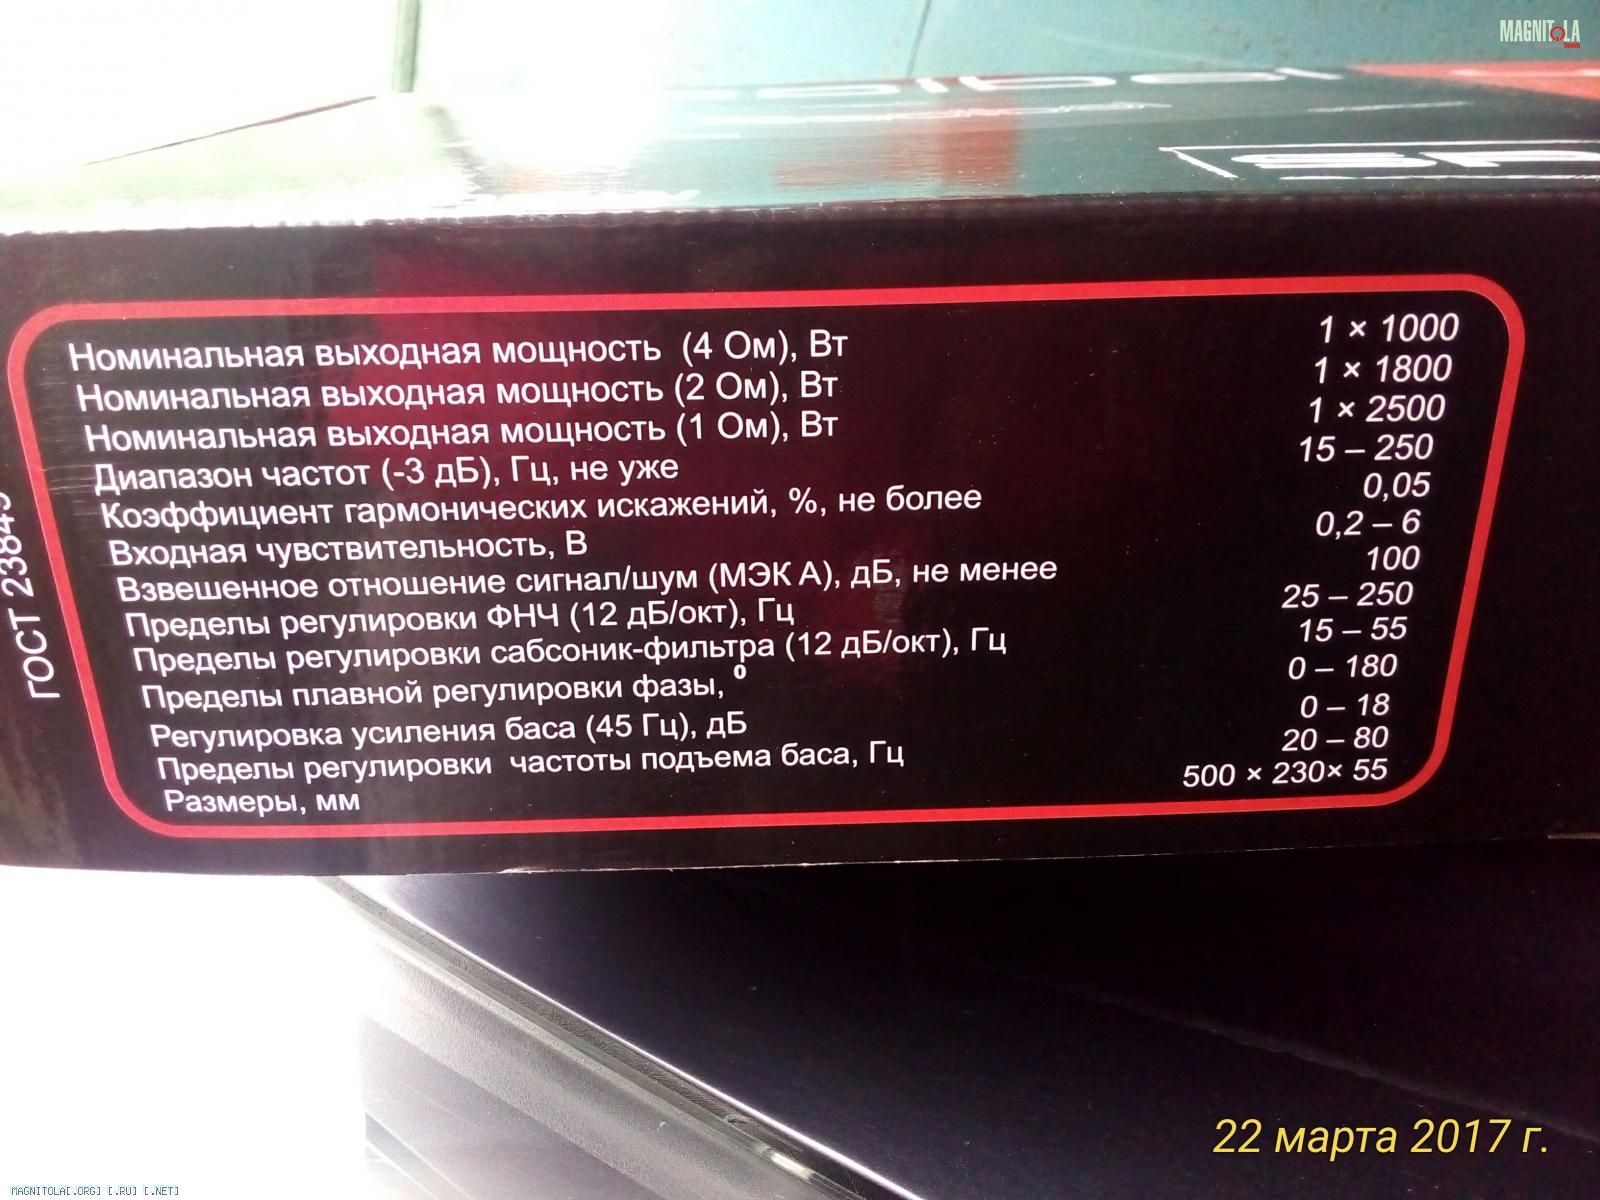 MAGNITOLA
Team
Номинальная выходная мощность (4 Ом), Вт 1 × 1000
Номинальная выходная мощность (2 Ом), Вт 1 × 1800
Номинальная выходная мощность (1 Ом), Вт 1 × 2500
Диапазон частот (-3 дБ), Гц, не уже 15 – 250
Коэффициент гармонических искажений, %, не более 0,05
Входная чувствительность, В 0,2 – 6
Взвешенное отношение сигнал/шум (МЭК А), дБ, не менее 100
Пределы регулировки ФНЧ (12 дБ/окт), Гц 25 – 250
Пределы регулировки сабсоник-фильтра (12 дБ/окт), Гц 15 – 55
Пределы плавной регулировки фазы, º 0 – 180
Регулировка усиления баса (45 Гц), дБ 0 – 18
Пределы регулировки частоты подъема баса, Гц 20 – 80
Размеры, мм 500 × 230× 55
ГОСТ 23849
22 марта 2017 г.
MAGNITOLA[.ORG] [.RU] [.NET]